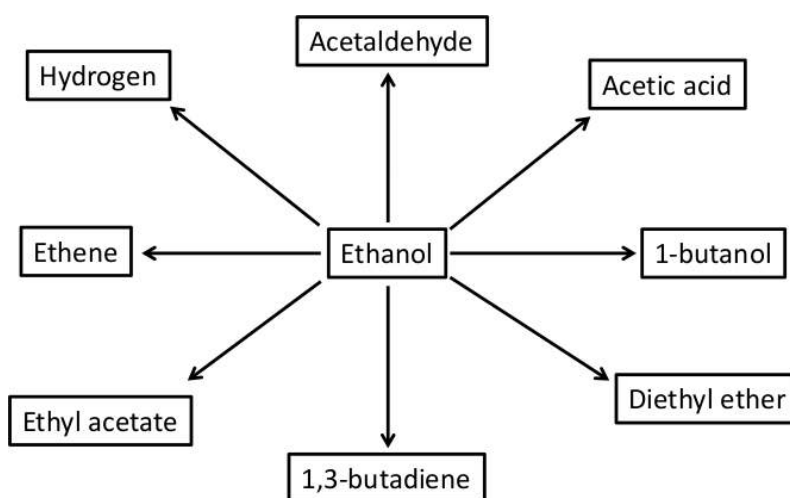 Acetaldehyde
Hydrogen
Acetic acid
Ethene
Ethanol
1-butanol
Diethyl ether
Ethyl acetate
1,3-butadiene